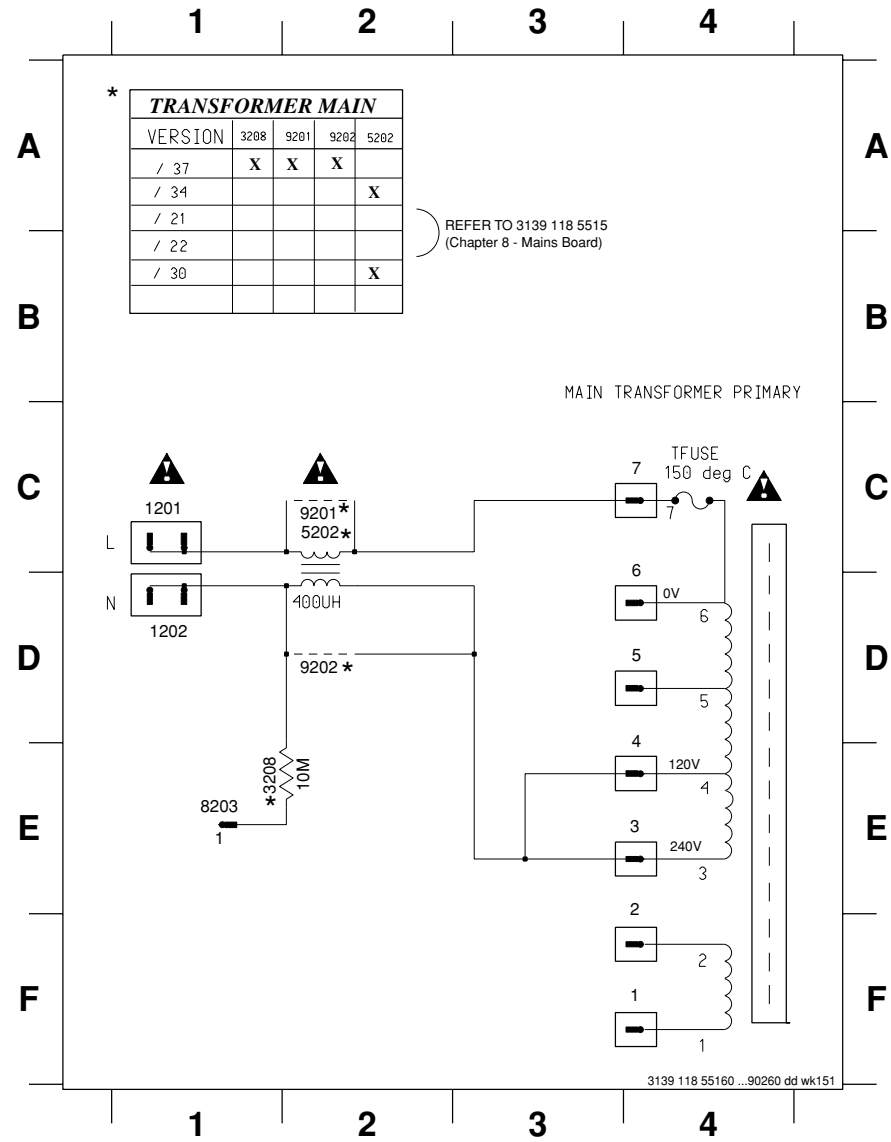 1 2 3 4
A A
*
TRANSFORMER MAIN
VERSION 3208 9201 9202 5202
/ 37 X X X
/ 34 X
/ 21
/ 22
/ 30 X
REFER TO 3139 118 5515
(Chapter 8 - Mains Board)
B B
MAIN TRANSFORMER PRIMARY
C C
TFUSE
150 deg C
7
7
1201
9201*
5202*
L
N
1202
400UH
6
0V
6
D D
9202*
5
5
4
120V
4
*3208
10M
8203
1
E E
3
240V
3
2
2
F F
1
1
3139 118 55160 ...90260 dd wk151
1 2 3 4